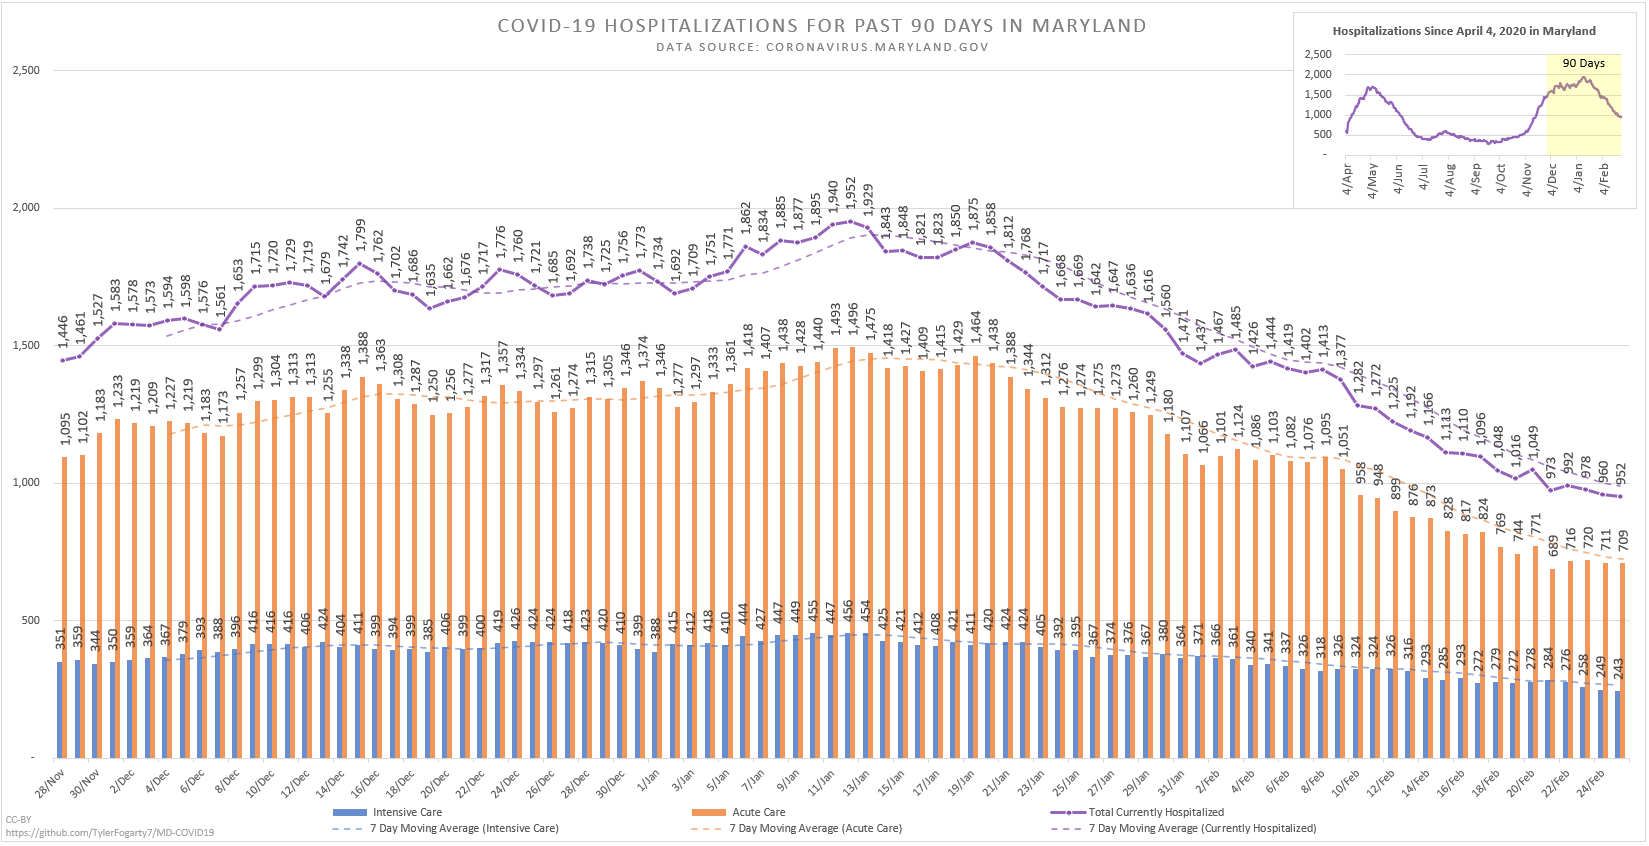 COVID-19 HOSPITALIZATIONS FOR PAST 90 DAYS IN MARYLAND
DATA SOURCE: CORONAVIRUS.MARYLAND.GOV
Hospitalizations Since April 4, 2020 in Maryland
90 Days
2,500
2,000
1,500
1,000
500
-
4/Apr 4/May 4/Jun 4/Jul 4/Aug 4/Sep 4/Oct 4/Nov 4/Dec 4/Jan 4/Feb
2,500
2,000
1,500
1,000
500
-
1,446 1,461 1,527 1,583 1,578 1,573 1,594 1,598 1,576 1,561 1,653 1,715 1,720 1,729 1,719 1,679 1,742 1,799 1,762 1,702 1,686 1,635 1,662 1,676 1,717 1,776 1,760 1,721 1,685 1,692 1,738 1,725 1,756 1,773 1,734 1,692 1,709 1,751 1,771 1,862 1,834 1,885 1,877 1,895 1,940 1,952 1,929 1,843 1,848 1,821 1,823 1,850 1,875 1,858 1,812 1,768 1,717 1,668 1,669 1,642 1,647 1,636 1,616 1,560 1,471 1,437 1,467 1,485 1,426 1,444 1,419 1,402 1,413 1,377 1,282 1,272 1,225 1,192 1,166 1,113 1,110 1,096 1,048 1,016 1,049 973 992 978 960 952
1,095 1,102 1,183 1,233 1,219 1,209 1,227 1,219 1,183 1,173 1,257 1,299 1,304 1,313 1,313 1,255 1,338 1,388 1,363 1,308 1,287 1,250 1,256 1,277 1,317 1,357 1,334 1,297 1,261 1,274 1,315 1,305 1,346 1,374 1,346 1,277 1,297 1,333 1,361 1,418 1,407 1,438 1,428 1,440 1,493 1,496 1,475 1,418 1,427 1,409 1,415 1,429 1,464 1,438 1,388 1,344 1,312 1,276 1,274 1,275 1,273 1,260 1,249 1,180 1,107 1,066 1,101 1,124 1,086 1,103 1,082 1,076 1,095 1,051 958 948 899 876 873 828 817 824 769 744 771 689 716 720 711 709
351 359 344 350 359 364 367 379 393 388 396 416 416 416 406 424 404 411 399 394 399 385 406 399 400 419 426 424 424 418 423 420 410 399 388 415 412 418 410 444 427 447 449 455 447 456 454 425 421 412 408 421 411 420 424 424 405 392 395 367 374 376 367 380 364 371 366 361 340 341 337 326 318 326 324 324 326 316 293 285 293 272 279 272 278 284 276 258 249 243
28/Nov 30/Nov 2/Dec 4/Dec 6/Dec 8/Dec 10/Dec 12/Dec 14/Dec 16/Dec 18/Dec 20/Dec 22/Dec 24/Dec 26/Dec 28/Dec 30/Dec 1/Jan 3/Jan 5/Jan 7/Jan 9/Jan 11/Jan 13/Jan 15/Jan 17/Jan 19/Jan 21/Jan 23/Jan 25/Jan 27/Jan 29/Jan 31/Jan 2/Feb 4/Feb 6/Feb 8/Feb 10/Feb 12/Feb 14/Feb 16/Feb 18/Feb 20/Feb 22/Feb 24/Feb
Intensive Care Acute Care Total Currently Hospitalized
7 Day Moving Average (Intensive Care) 7 Day Moving Average (Acute Care) 7 Day Moving Average (Currently Hospitalized)
CC-BY
https://github.com/TylerFogarty7/MD-COVID19